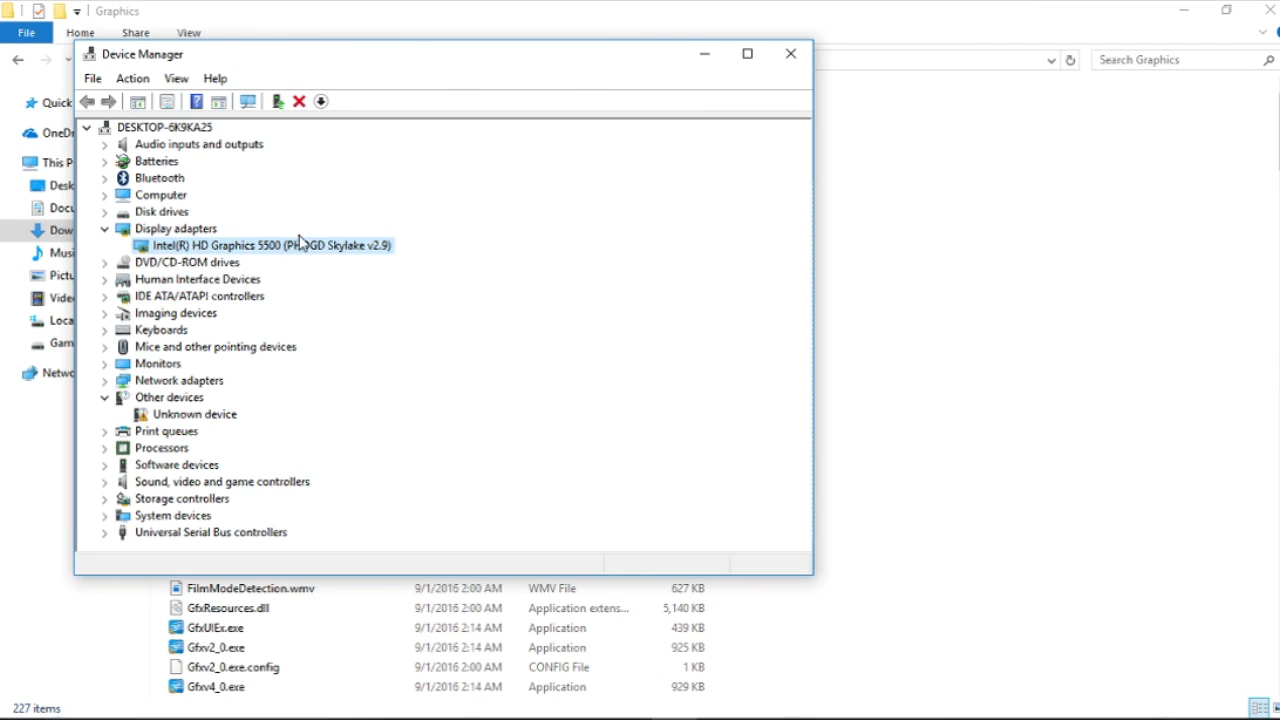 Graphics
File Home Share View
Search Graphics
Quick
OneDr
This P
Desk
Docu
Dow
Musi
Pictu
Vide
Loca
Gam
Netwo
Device Manager
File Action View Help
DESKTOP-6K9KA25
Audio inputs and outputs
Batteries
Bluetooth
Computer
Disk drives
Display adapters
Intel(R) HD Graphics 5500 (PHDGD Skylake v2.9)
DVD/CD-ROM drives
Human Interface Devices
IDE ATA/ATAPI controllers
Imaging devices
Keyboards
Mice and other pointing devices
Monitors
Network adapters
Other devices
Unknown device
Print queues
Processors
Software devices
Sound, video and game controllers
Storage controllers
System devices
Universal Serial Bus controllers
FilmModeDetection.wmv 9/1/2016 2:00 AM WMV File 627 KB
GfxResources.dll 9/1/2016 2:00 AM Application extens... 5,140 KB
GfxUIEx.exe 9/1/2016 2:14 AM Application 439 KB
Gfxv2_0.exe 9/1/2016 2:14 AM Application 925 KB
Gfxv2_0.exe.config 9/1/2016 2:00 AM CONFIG File 1 KB
Gfxv4_0.exe 9/1/2016 2:14 AM Application 929 KB
227 items